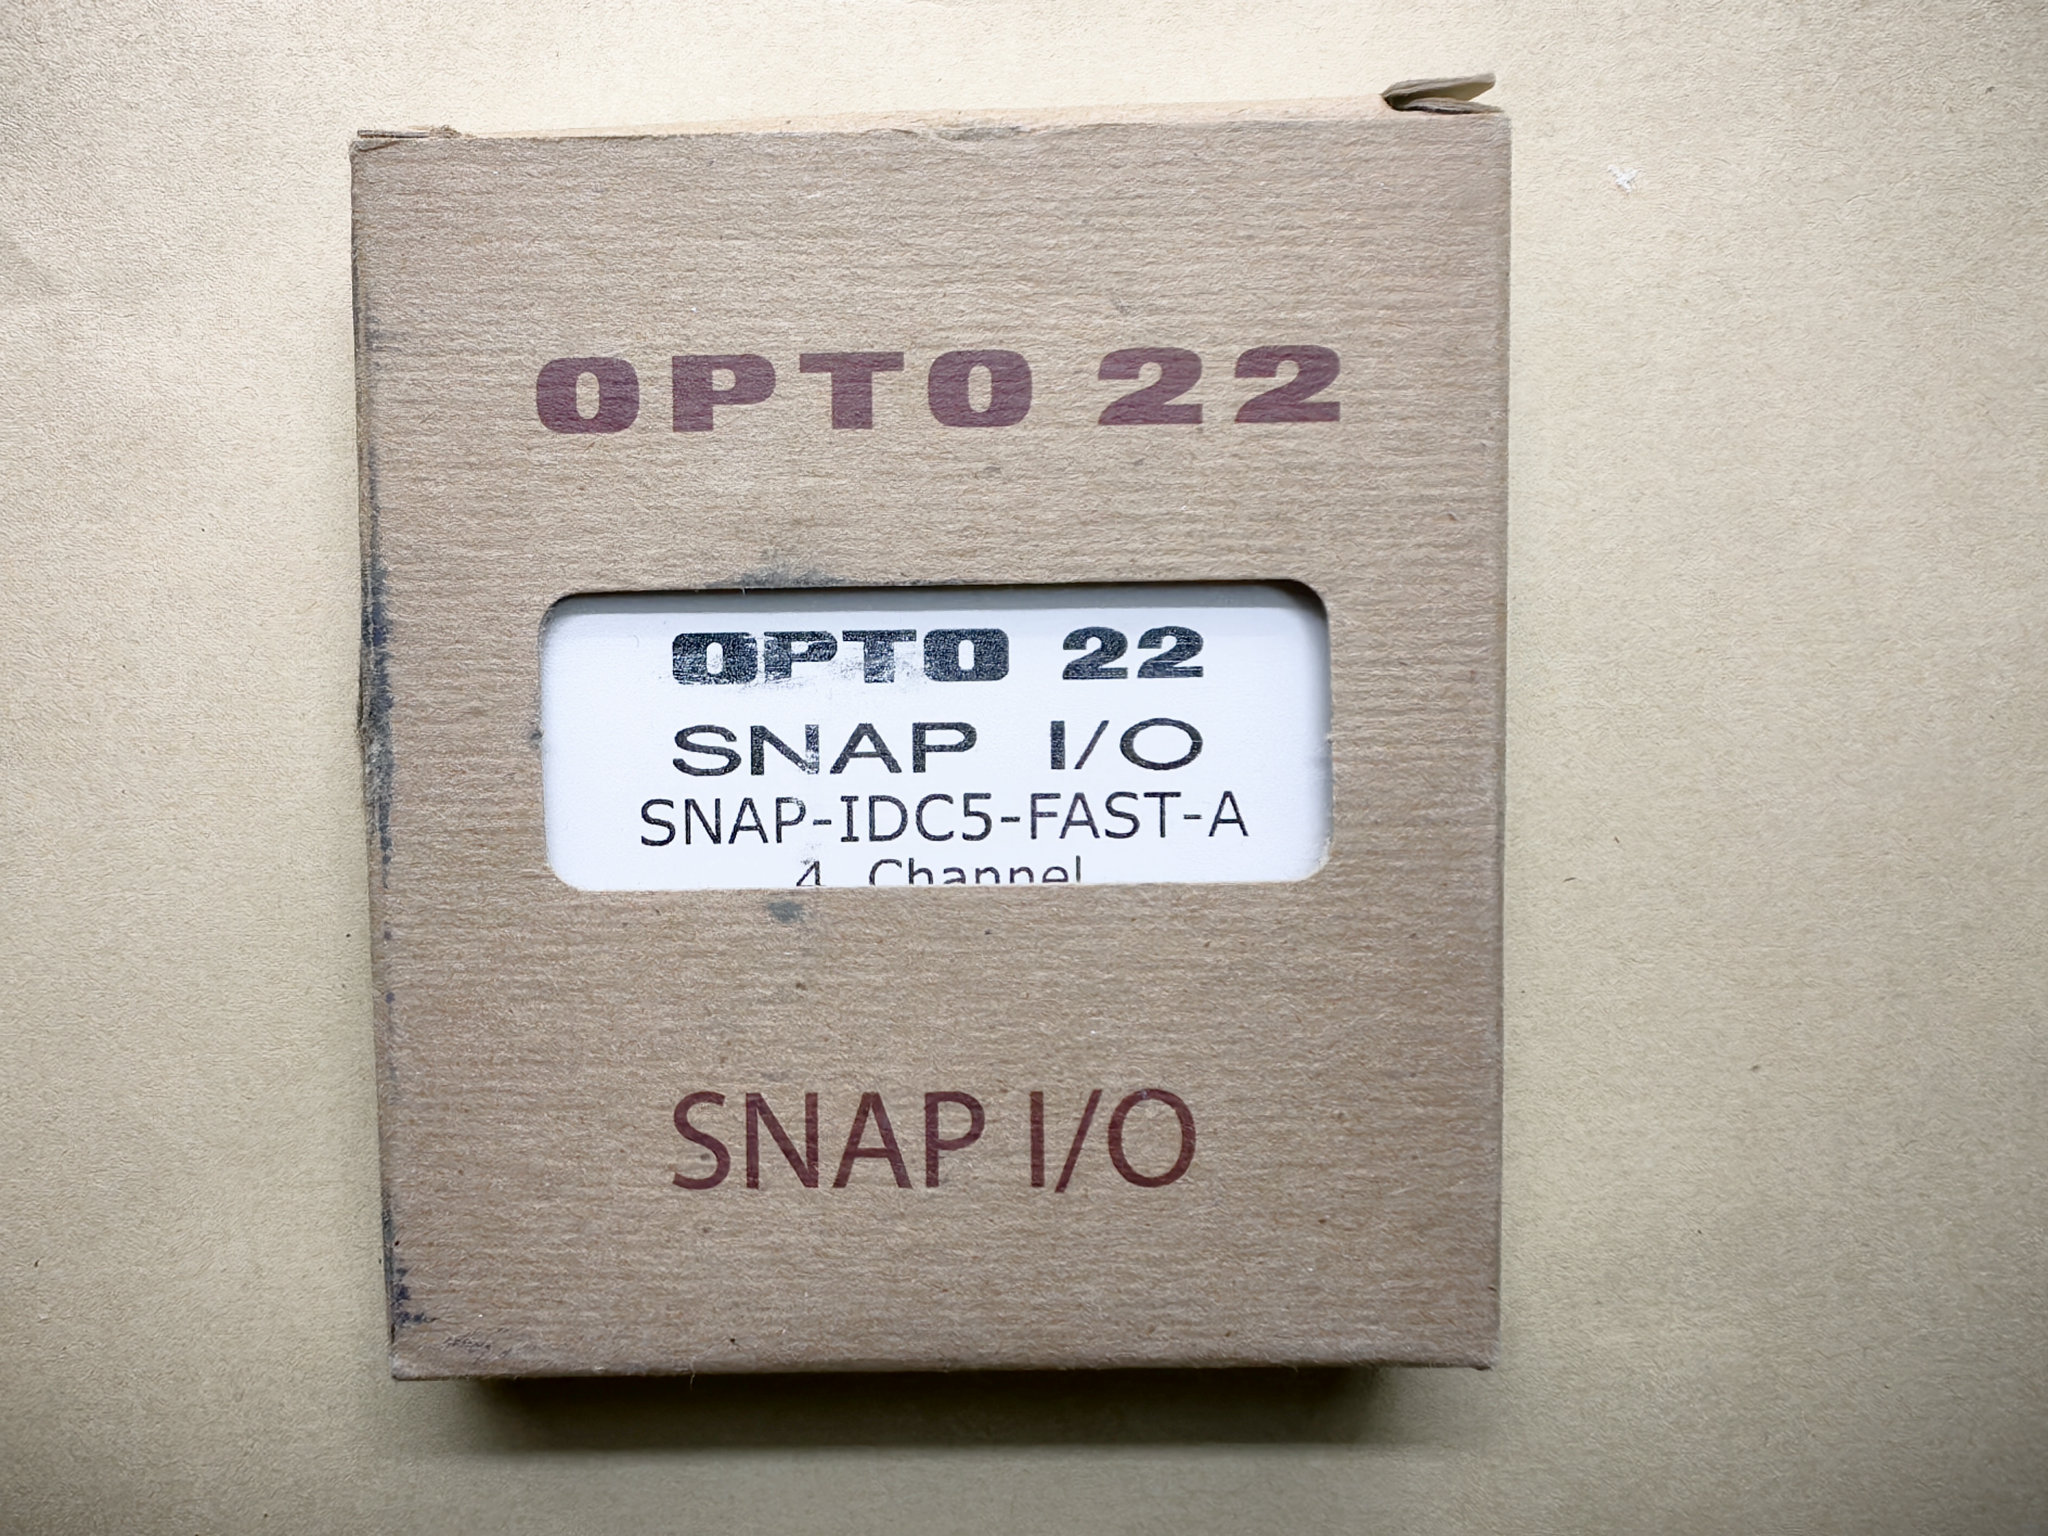 OPTO 22
OPTO 22
SNAP I/O
SNAP-IDC5-FAST-A
4 Channel
SNAP I/O